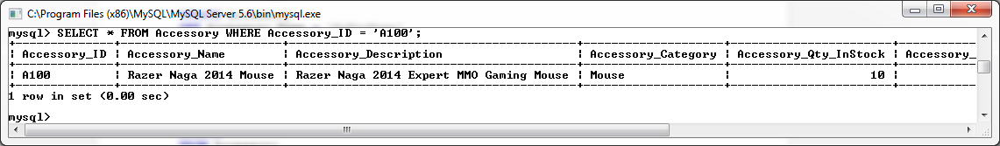 C:\Program Files (x86)\MySQL\MySQL Server 5.6\bin\mysql.exe
mysql> SELECT * FROM Accessory WHERE Accessory_ID = 'A100';
| Accessory_ID | Accessory_Name | Accessory_Description | Accessory_Category | Accessory_Qty_InStock | Accessory_
| A100 | Razer Naga 2014 Mouse | Razer Naga 2014 Expert MMO Gaming Mouse | Mouse | 10 |
1 row in set (0.00 sec)
mysql>